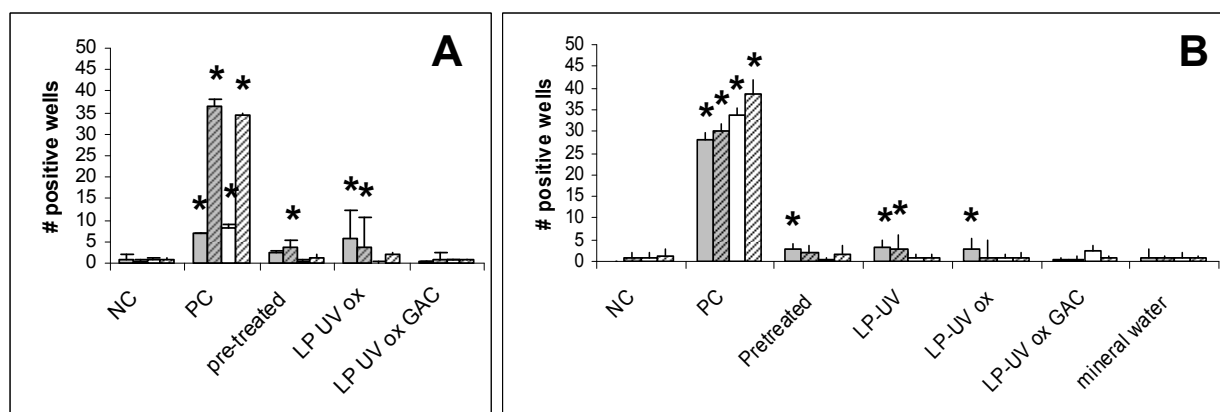 A
# positive wells
50
45
40
35
30
25
20
15
10
5
0
* * * *
*
* *
NC
PC
pre-treated
LP UV ox
LP UV ox GAC
B
# positive wells
50
45
40
35
30
25
20
15
10
5
0
* * * *
*
* *
*
NC
PC
Pretreated
LP-UV
LP-UV ox
LP-UV ox GAC
mineral water